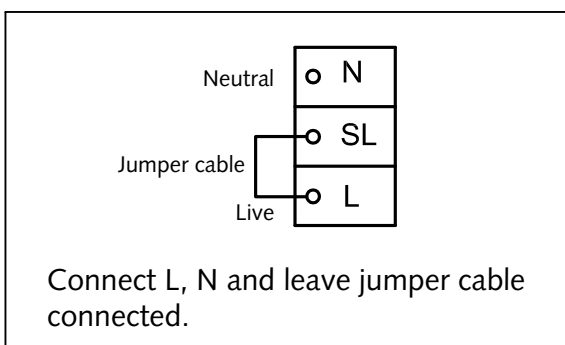 Neutral N
SL
Jumper cable
Live L
Connect L, N and leave jumper cable
connected.